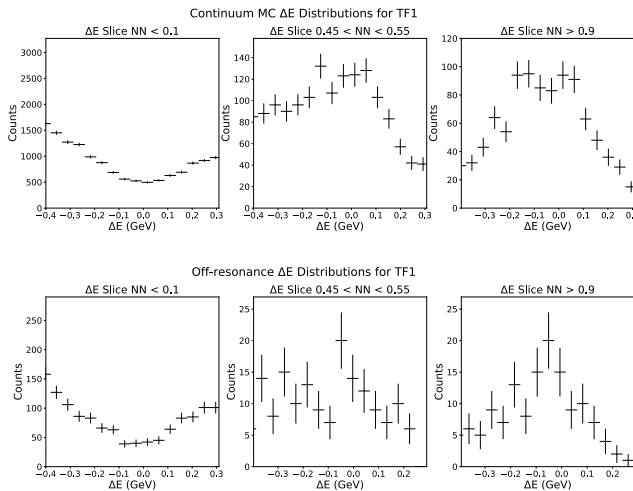 Continuum MC ΔE Distributions for TF1
ΔE Slice NN < 0.1
ΔE Slice 0.45 < NN < 0.55
ΔE Slice NN > 0.9
Counts
3000
2500
2000
1500
1000
500
0
−0.4 −0.3 −0.2 −0.1 0.0 0.1 0.2 0.3
ΔE (GeV)
Counts
140
120
100
80
60
40
20
0
−0.4 −0.3 −0.2 −0.1 0.0 0.1 0.2 0.3
ΔE (GeV)
Counts
120
100
80
60
40
20
0
−0.3 −0.2 −0.1 0.0 0.1 0.2 0.3
ΔE (GeV)
Off-resonance ΔE Distributions for TF1
ΔE Slice NN < 0.1
ΔE Slice 0.45 < NN < 0.55
ΔE Slice NN > 0.9
Counts
250
200
150
100
50
0
−0.4 −0.3 −0.2 −0.1 0.0 0.1 0.2 0.3
ΔE (GeV)
Counts
25
20
15
10
5
0
−0.3 −0.2 −0.1 0.0 0.1 0.2
ΔE (GeV)
Counts
25
20
15
10
5
0
−0.3 −0.2 −0.1 0.0 0.1 0.2
ΔE (GeV)